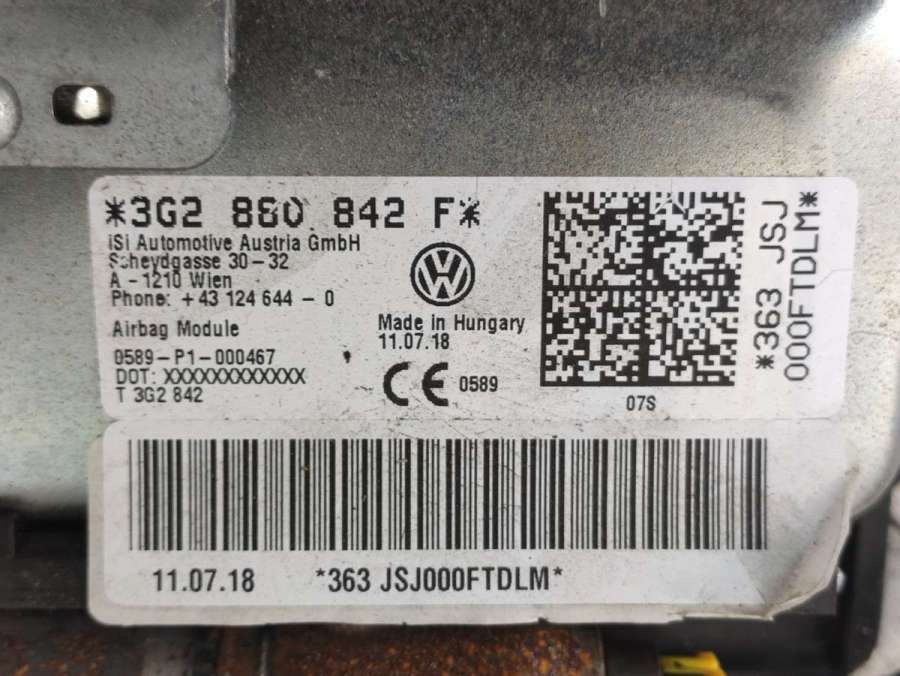 *3G2 880 842 F*
iSi Automotive Austria GmbH
Scheydgasse 30-32
A - 1210 Wien
Phone: +43 124 644 - 0
Airbag Module
0589-P1-000467
DOT: XXXXXXXXXXXX
T 3G2 842
VW
Made in Hungary
11.07.18
CE 0589
07S
*363 JSJ
000FTDLM*
11.07.18 *363 JSJ000FTDLM*